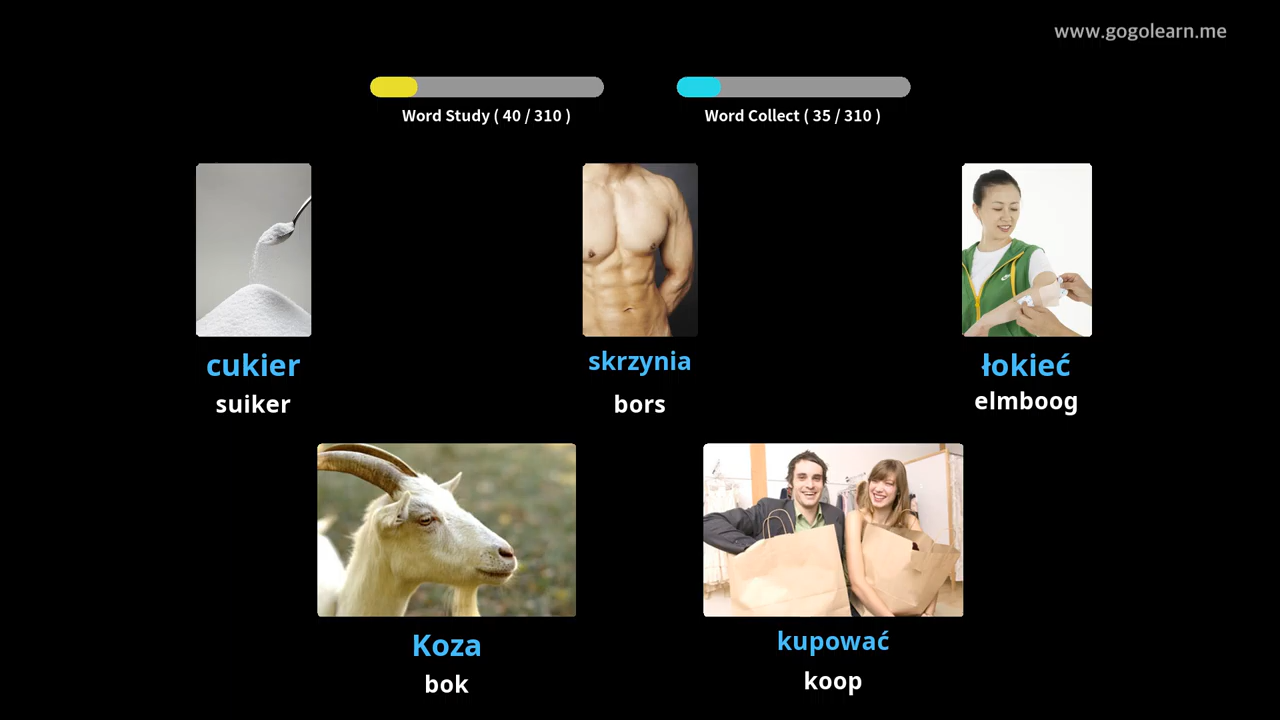 www.gogolearn.me
Word Study ( 40 / 310 )
Word Collect ( 35 / 310 )
cukier
suiker
skrzynia
bors
łokieć
elmboog
Koza
bok
kupować
koop